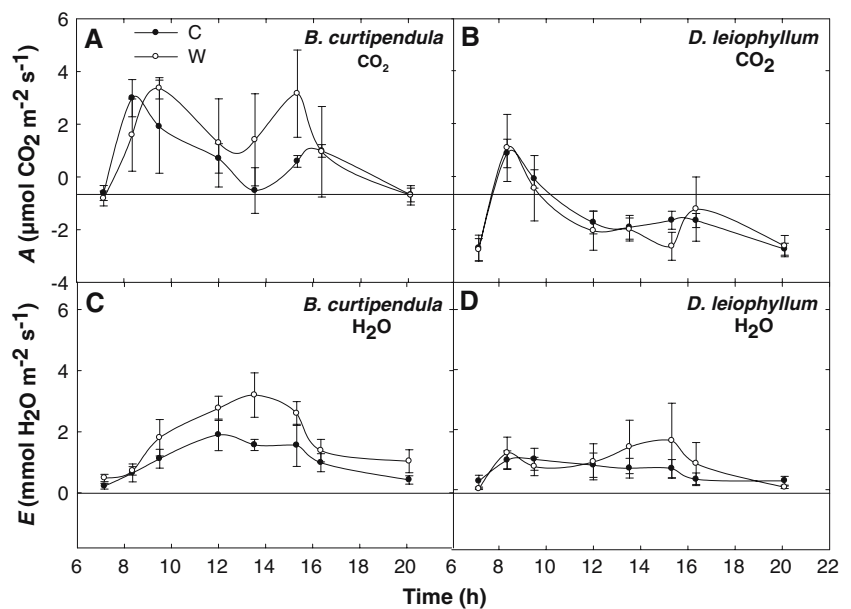 A
C
W
B. curtipendula
CO₂
B
D. leiophyllum
CO₂
A (µmol CO₂ m⁻² s⁻¹)
6
4
2
0
-2
-4
C
B. curtipendula
H₂O
D
D. leiophyllum
H₂O
E (mmol H₂O m⁻² s⁻¹)
6
4
2
0
6 8 10 12 14 16 18 20 6 8 10 12 14 16 18 20 22
Time (h)